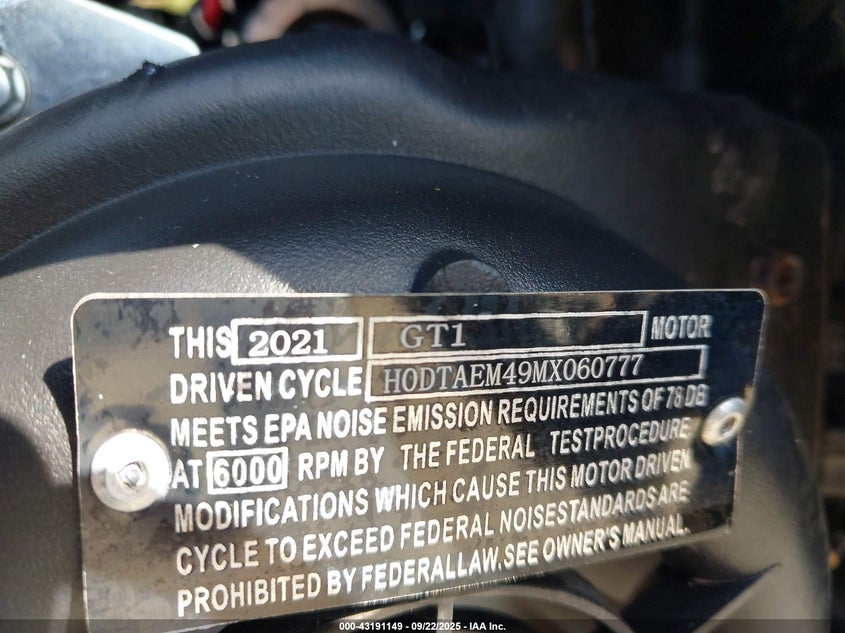 THIS 2021 GT1 MOTOR
DRIVEN CYCLE H0DTAEM49MX060777
MEETS EPA NOISE EMISSION REQUIREMENTS OF 78 DB
AT 6000 RPM BY THE FEDERAL TESTPROCEDURE
MODIFICATIONS WHICH CAUSE THIS MOTOR DRIVEN
CYCLE TO EXCEED FEDERAL NOISESTANDARDS ARE
PROHIBITED BY FEDERALLAW.SEE OWNER'S MANUAL.
000-43191149 - 09/22/2025 - IAA Inc.